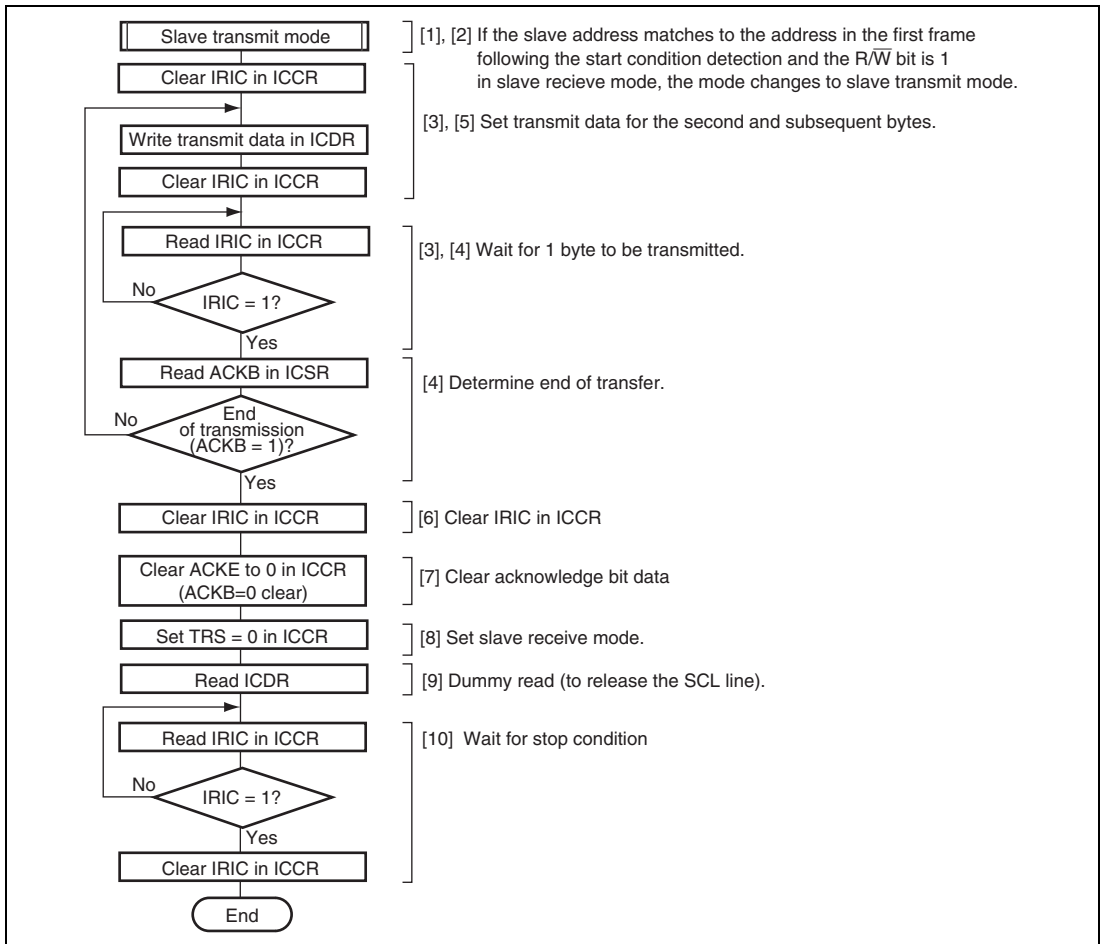 Slave transmit mode
[1], [2] If the slave address matches to the address in the first frame
following the start condition detection and the R/W̅ bit is 1
in slave recieve mode, the mode changes to slave transmit mode.
Clear IRIC in ICCR
[3], [5] Set transmit data for the second and subsequent bytes.
Write transmit data in ICDR
Clear IRIC in ICCR
Read IRIC in ICCR
[3], [4] Wait for 1 byte to be transmitted.
No
IRIC = 1?
Yes
Read ACKB in ICSR
[4] Determine end of transfer.
No
End
of transmission
(ACKB = 1)?
Yes
Clear IRIC in ICCR
[6] Clear IRIC in ICCR
Clear ACKE to 0 in ICCR
(ACKB=0 clear)
[7] Clear acknowledge bit data
Set TRS = 0 in ICCR
[8] Set slave receive mode.
Read ICDR
[9] Dummy read (to release the SCL line).
Read IRIC in ICCR
[10] Wait for stop condition
No
IRIC = 1?
Yes
Clear IRIC in ICCR
End